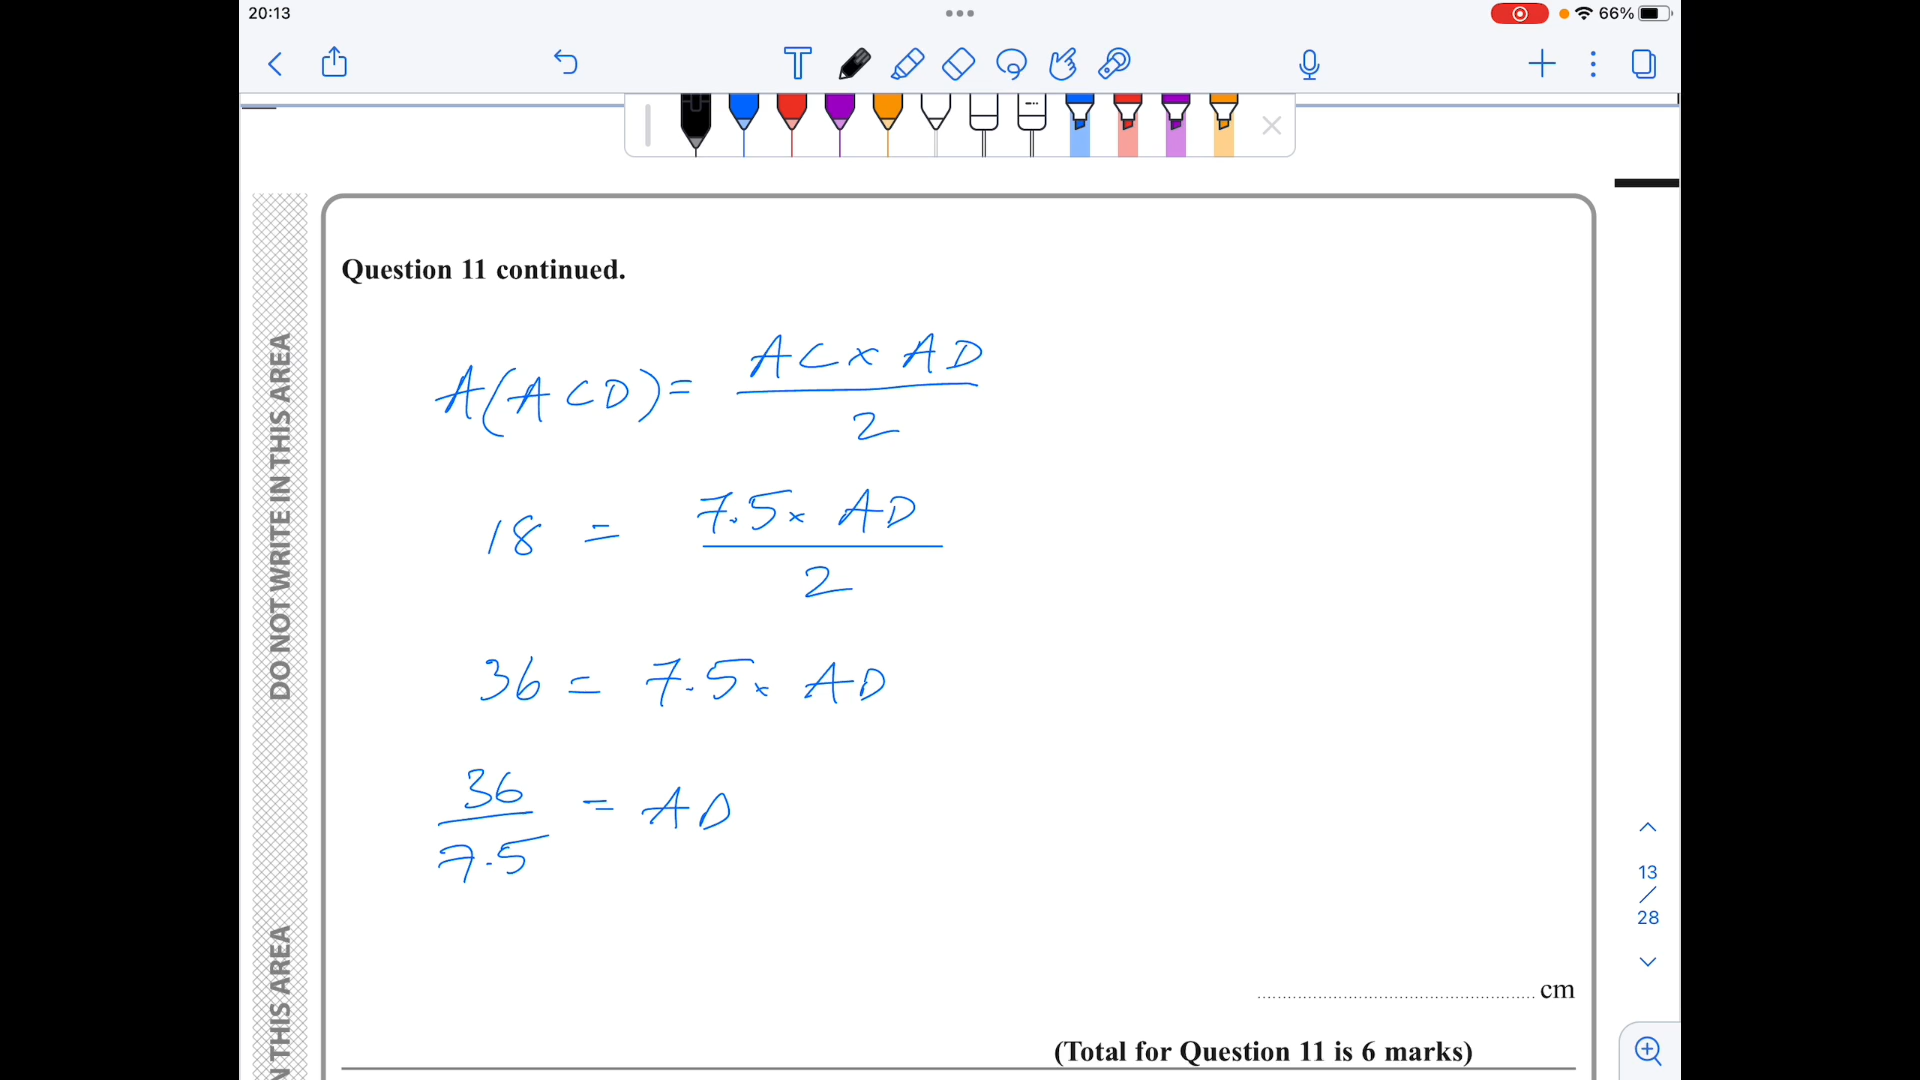 20:13
66%
T
Question 11 continued.
A(ACD) = AC x AD / 2
18 = 7.5 x AD / 2
36 = 7.5 x AD
36 / 7.5 = AD
DO NOT WRITE IN THIS AREA
N THIS AREA
13
/
28
cm
(Total for Question 11 is 6 marks)